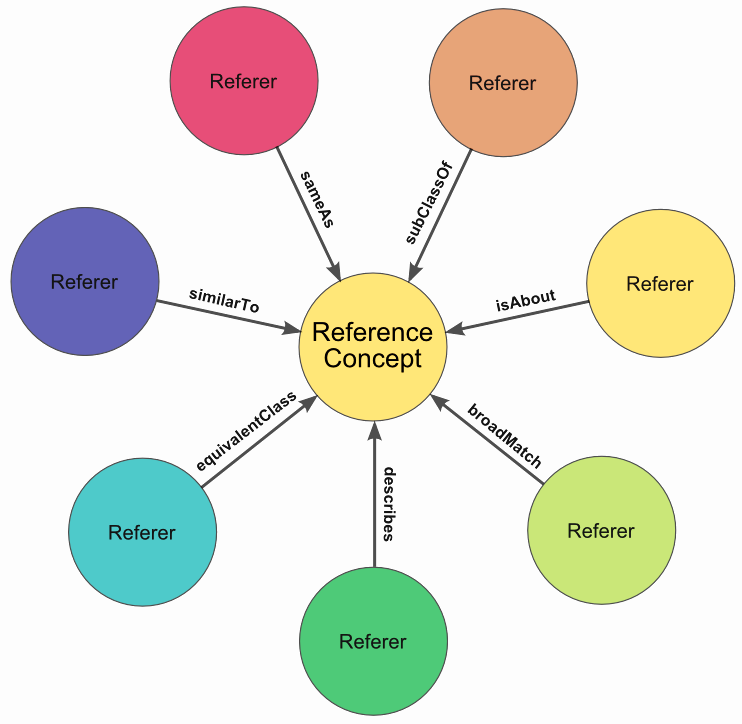 Referer
Referer
sameAs
subClassOf
Referer
Referer
similarTo
isAbout
Reference
Concept
equivalentClass
broadMatch
describes
Referer
Referer
Referer